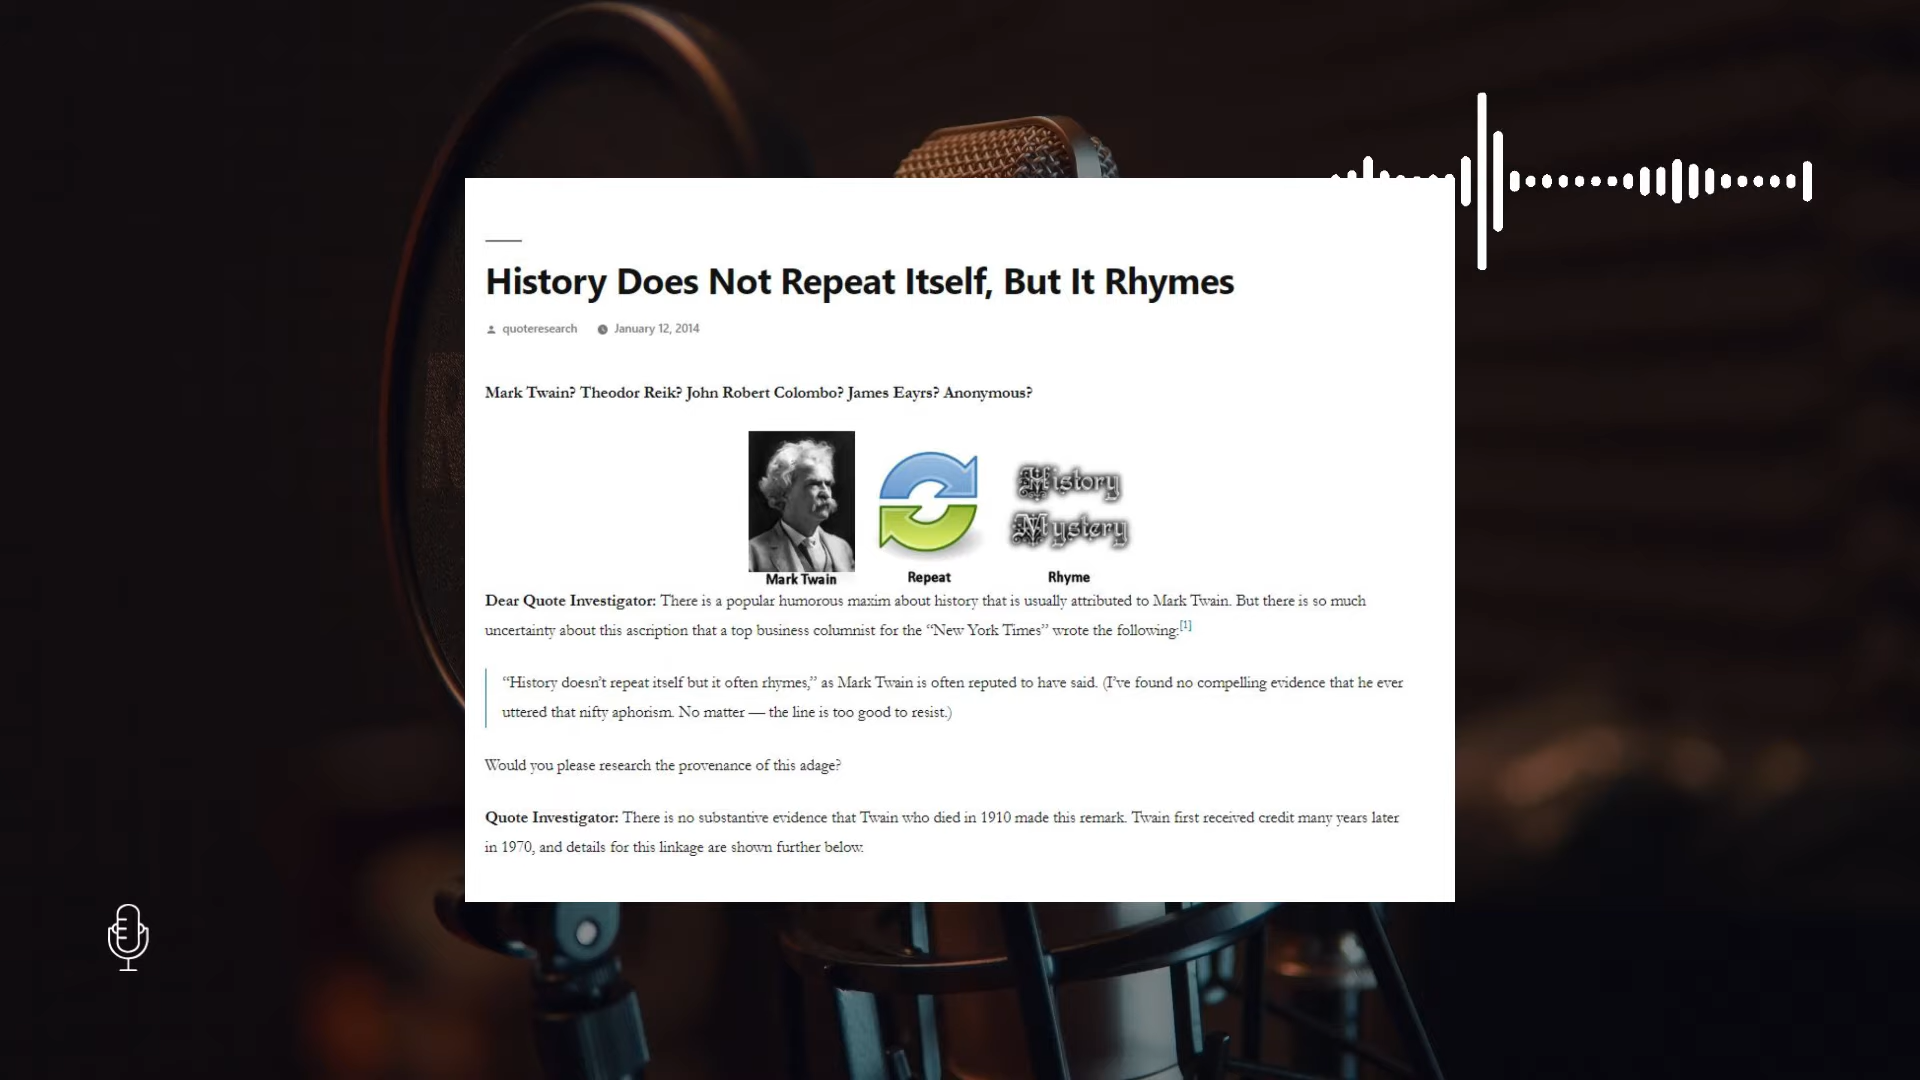 History Does Not Repeat Itself, But It Rhymes
quoteresearch January 12, 2014
Mark Twain? Theodor Reik? John Robert Colombo? James Eayrs? Anonymous?
History
Mystery
Mark Twain Repeat Rhyme
Dear Quote Investigator: There is a popular humorous maxim about history that is usually attributed to Mark Twain. But there is so much
uncertainty about this ascription that a top business columnist for the “New York Times” wrote the following:[1]
“History doesn’t repeat itself but it often rhymes,” as Mark Twain is often reputed to have said. (I’ve found no compelling evidence that he ever
uttered that nifty aphorism. No matter — the line is too good to resist.)
Would you please research the provenance of this adage?
Quote Investigator: There is no substantive evidence that Twain who died in 1910 made this remark. Twain first received credit many years later
in 1970, and details for this linkage are shown further below.